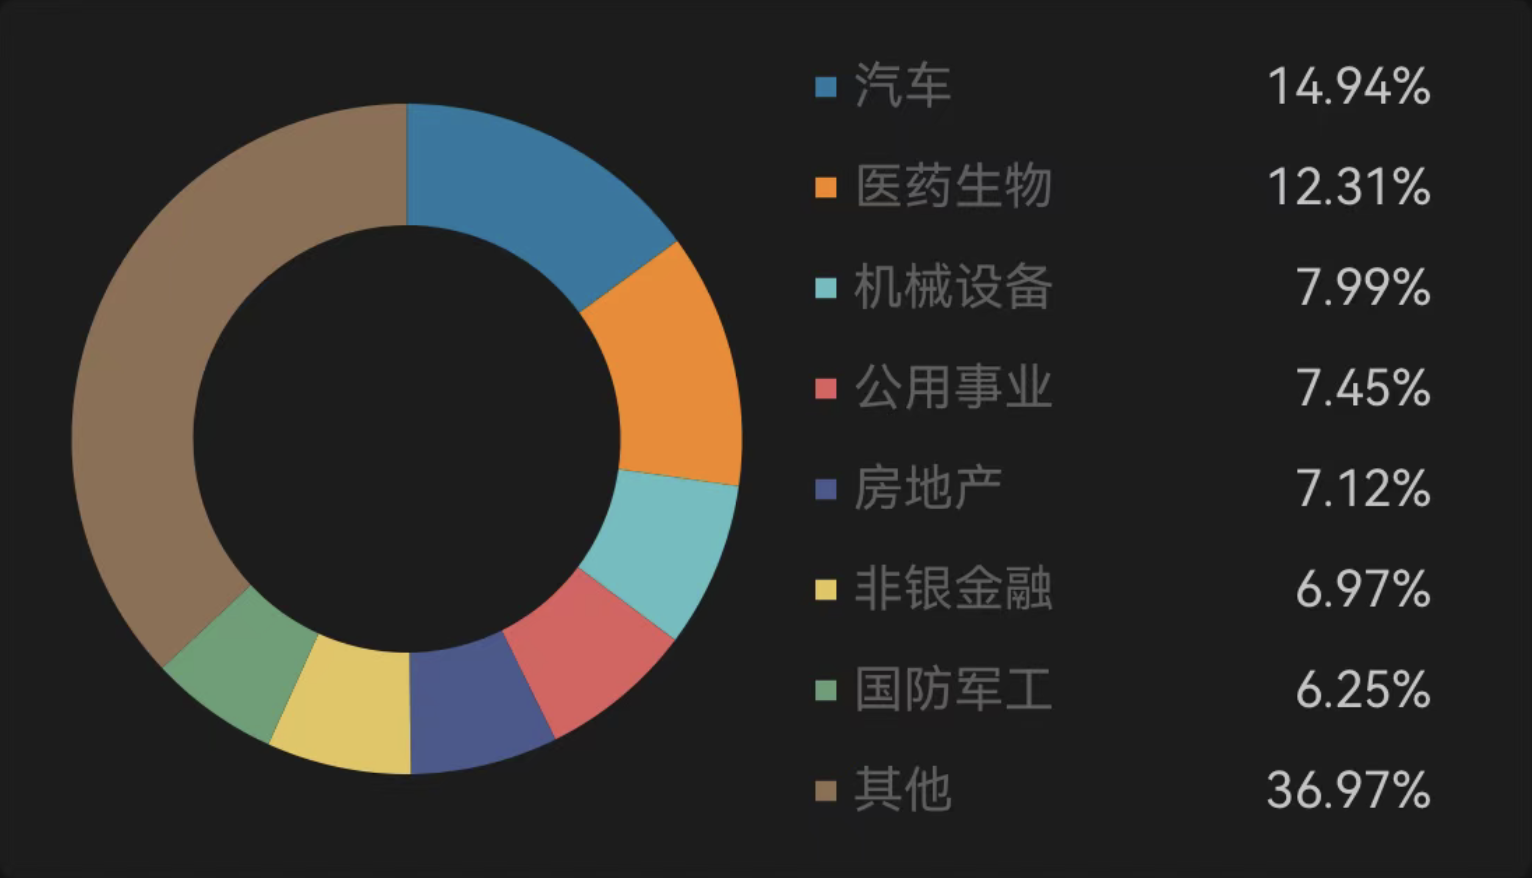 汽车 14.94%
医药生物 12.31%
机械设备 7.99%
公用事业 7.45%
房地产 7.12%
非银金融 6.97%
国防军工 6.25%
其他 36.97%